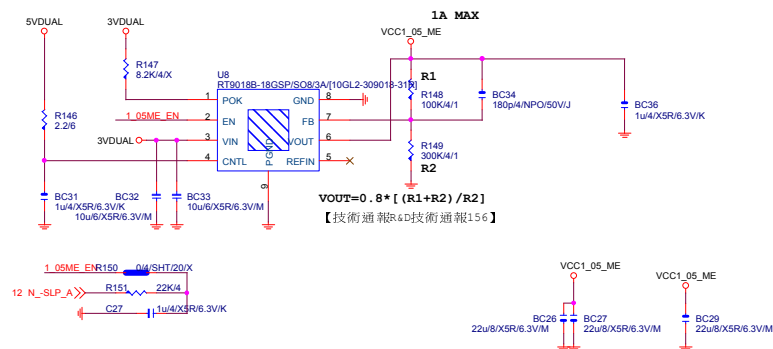 1A MAX
5VDUAL
3VDUAL
VCC1_05_ME
R147
8.2K/4/X
U8
RT9018B-18GSP/SO8/3A/[10GL2-309018-31R]
R1
R148
100K/4/1
BC34
180p/4/NPO/50V/J
BC36
1u/4/X5R/6.3V/K
1
POK
GND
8
R146
2.2/6
1_05ME_EN
2
EN
FB
7
3VDUAL
3
VIN
VOUT
6
R149
300K/4/1
4
CNTL
REFIN
5
R2
PGND
9
BC31
1u/4/X5R/6.3V/K
BC32
10u/6/X5R/6.3V/M
BC33
10u/6/X5R/6.3V/M
VOUT=0.8*[(R1+R2)/R2]
【技術通報R&D技術通報156】
1_05ME_EN
R150
0/4/SHT/20/X
12 N_-SLP_A
R151
22K/4
C27
1u/4/X5R/6.3V/K
VCC1_05_ME
VCC1_05_ME
BC26
22u/8/X5R/6.3V/M
BC27
22u/8/X5R/6.3V/M
BC29
22u/8/X5R/6.3V/M